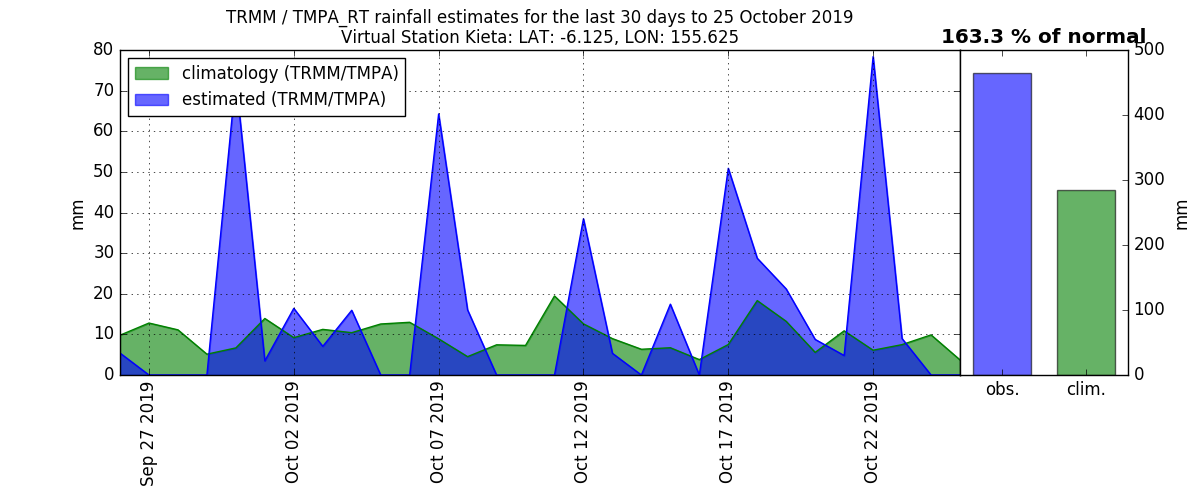 TRMM / TMPA_RT rainfall estimates for the last 30 days to 25 October 2019
Virtual Station Kieta: LAT: -6.125, LON: 155.625
163.3 % of normal
climatology (TRMM/TMPA)
estimated (TRMM/TMPA)
80
70
60
50
40
30
20
10
0
mm
Sep 27 2019
Oct 02 2019
Oct 07 2019
Oct 12 2019
Oct 17 2019
Oct 22 2019
500
400
300
200
100
0
mm
obs.
clim.